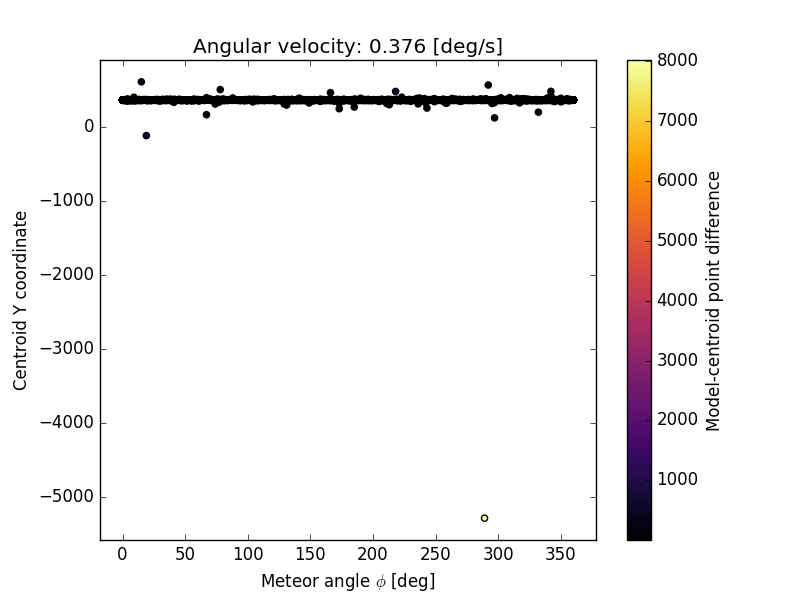 Angular velocity: 0.376 [deg/s]
Centroid Y coordinate
0
−1000
−2000
−3000
−4000
−5000
0 50 100 150 200 250 300 350
Meteor angle ϕ [deg]
8000
7000
6000
5000
4000
3000
2000
1000
Model-centroid point difference